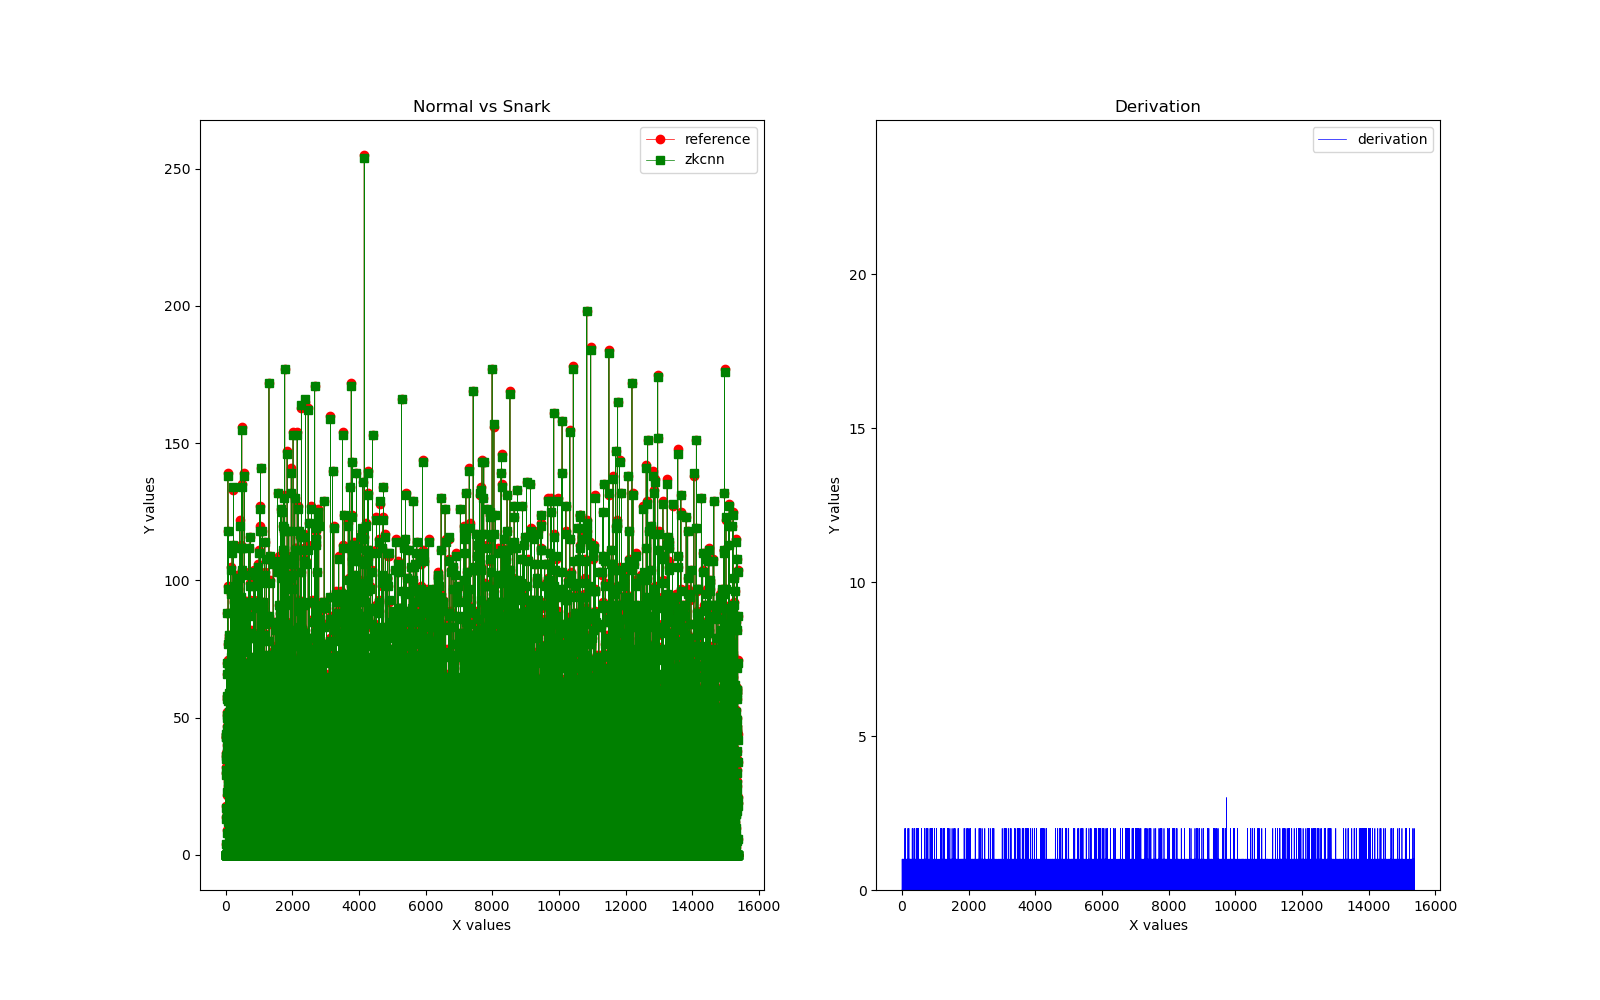 Normal vs Snark
reference
zkcnn
Y values
250
200
150
100
50
0
0 2000 4000 6000 8000 10000 12000 14000 16000
X values
Derivation
derivation
Y values
20
15
10
5
0
0 2000 4000 6000 8000 10000 12000 14000 16000
X values